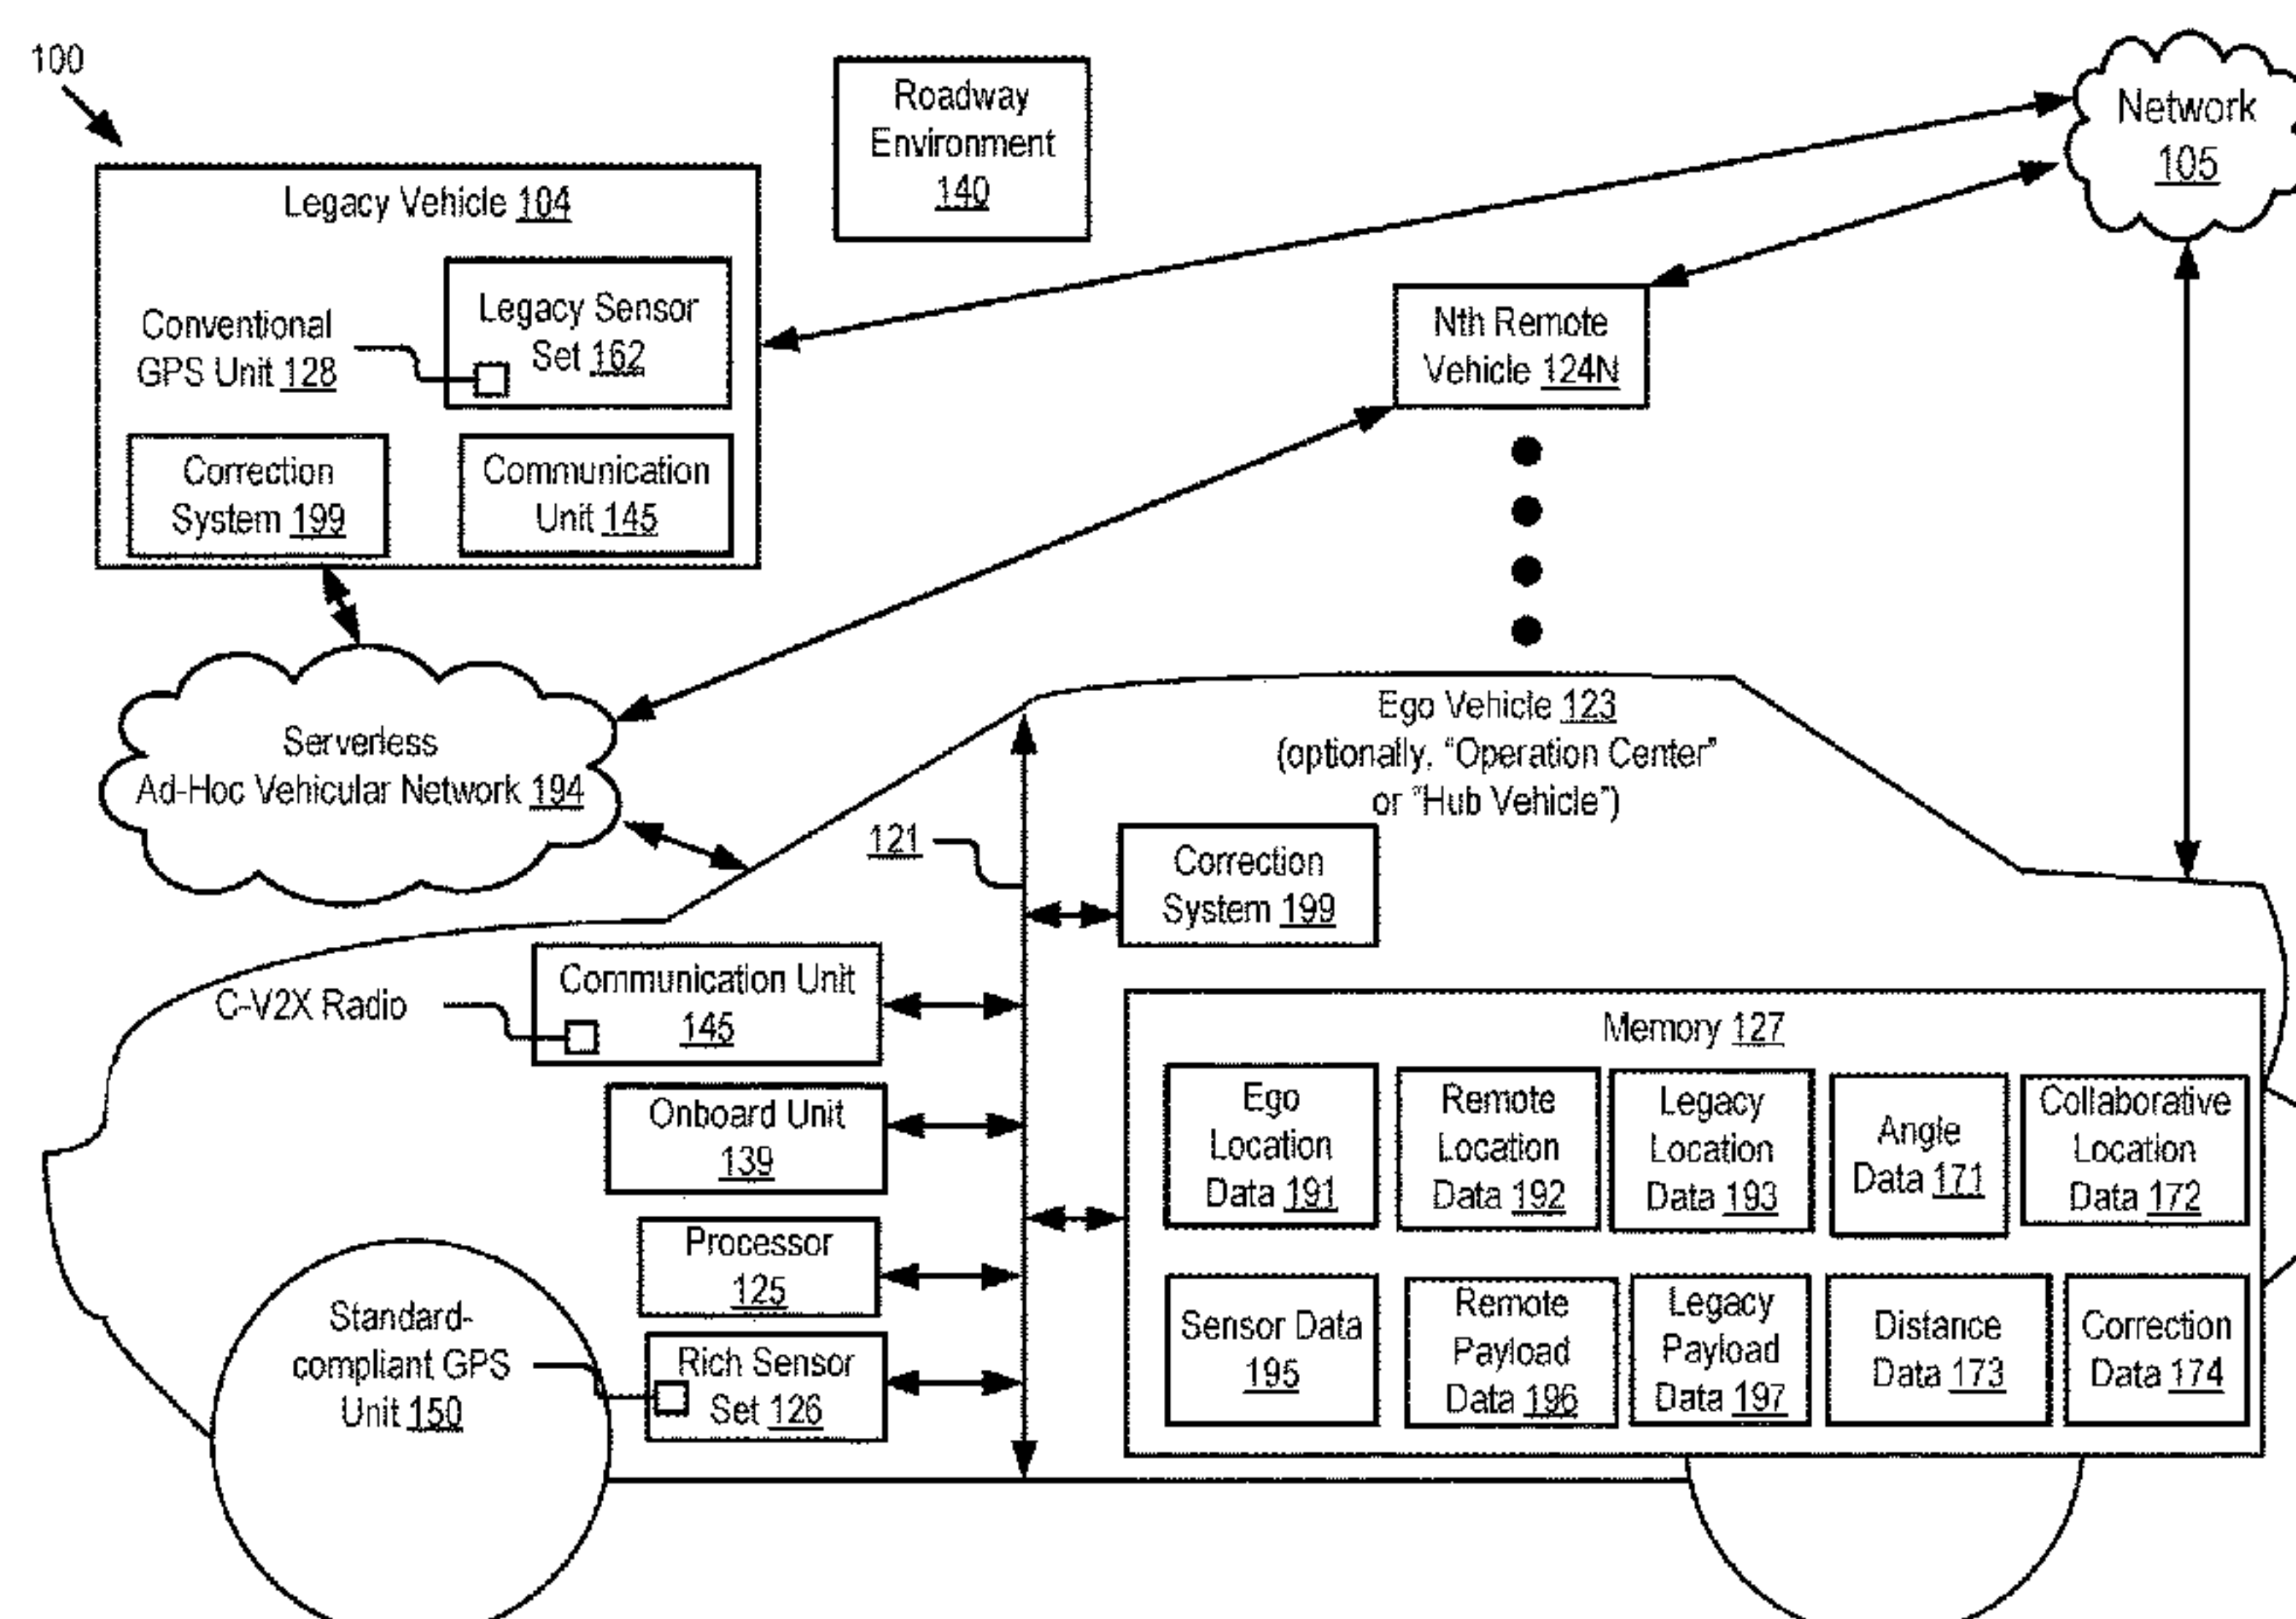 100
Roadway
Environment
140
Network
105
Legacy Vehicle 104
Conventional
GPS Unit 128
Legacy Sensor
Set 162
Correction
System 199
Communication
Unit 145
Nth Remote
Vehicle 124N
Serverless
Ad-Hoc Vehicular Network 194
Ego Vehicle 123
(optionally, “Operation Center”
or “Hub Vehicle”)
121
Correction
System 199
C-V2X Radio
Communication Unit
145
Onboard Unit
139
Processor
125
Standard-
compliant GPS
Unit 150
Rich Sensor
Set 126
Memory 127
Ego
Location
Data 191
Remote
Location
Data 192
Legacy
Location
Data 193
Angle
Data 171
Collaborative
Location
Data 172
Sensor Data
195
Remote
Payload
Data 196
Legacy
Payload
Data 197
Distance
Data 173
Correction
Data 174